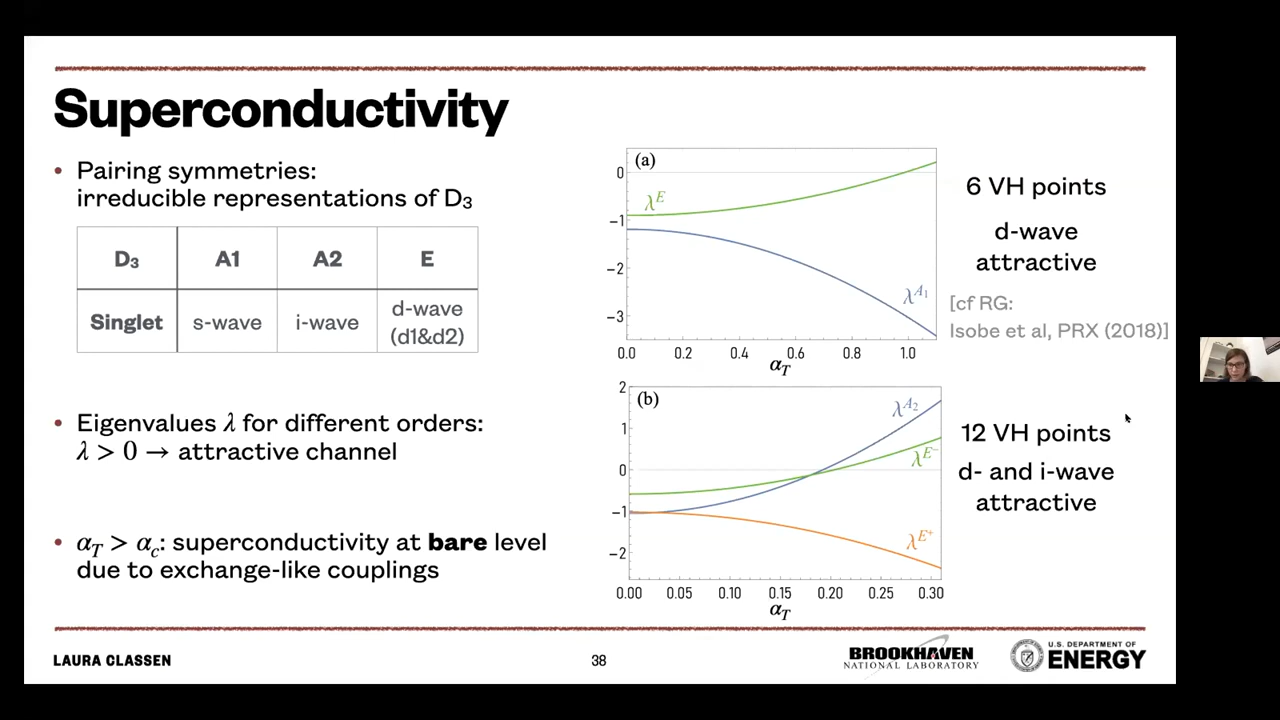 Superconductivity
• Pairing symmetries:
irreducible representations of D₃
D₃ A1 A2 E
Singlet s-wave i-wave d-wave
(d1&d2)
• Eigenvalues λ for different orders:
λ > 0 → attractive channel
• α_T > α_c: superconductivity at bare level
due to exchange-like couplings
(a)
0
−1
−2
−3
λ^E
λ^{A₁}
0.0 0.2 0.4 0.6 0.8 1.0
α_T
6 VH points
d-wave
attractive
[cf RG:
Isobe et al, PRX (2018)]
(b)
2
1
0
−1
−2
λ^{A₂}
λ^{E⁻}
λ^{E⁺}
0.00 0.05 0.10 0.15 0.20 0.25 0.30
α_T
12 VH points
d- and i-wave
attractive
LAURA CLASSEN
38
BROOKHAVEN
NATIONAL LABORATORY
U.S. DEPARTMENT OF
ENERGY